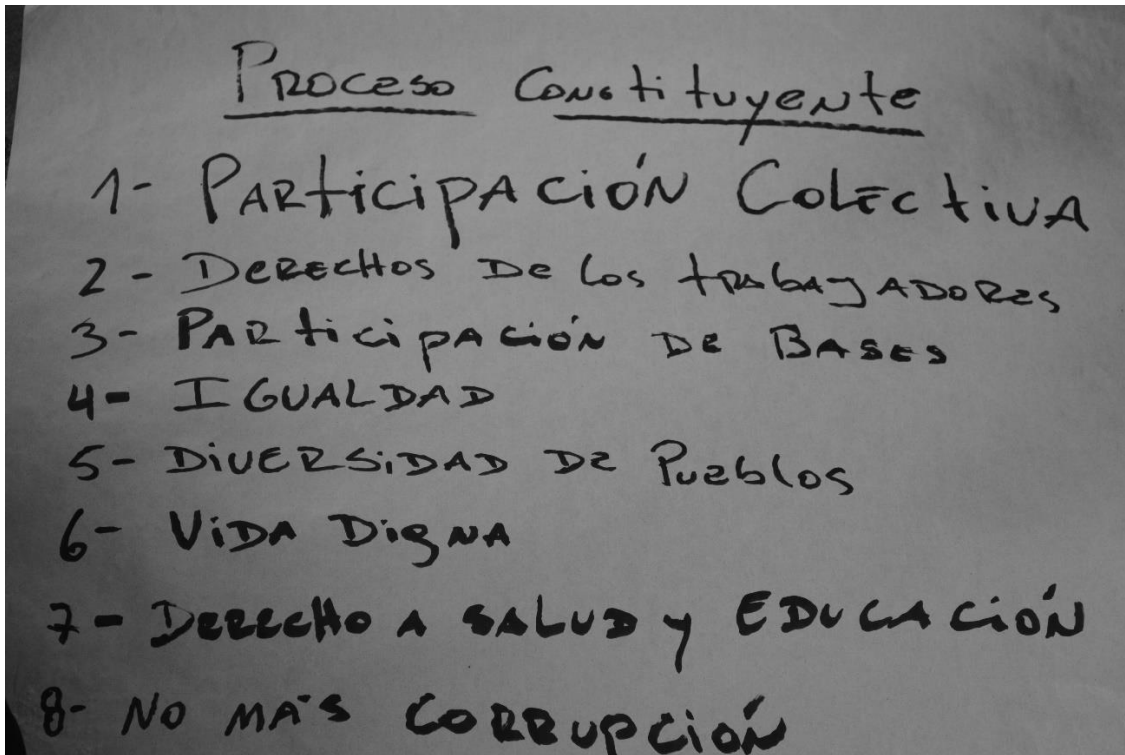 Proceso Constituyente
1- Participación Colectiva
2- Derechos De los trabajadores
3- Participación De Bases
4- Igualdad
5- Diversidad De Pueblos
6- Vida Digna
7- Derecho a salud y Educación
8- No más corrupción